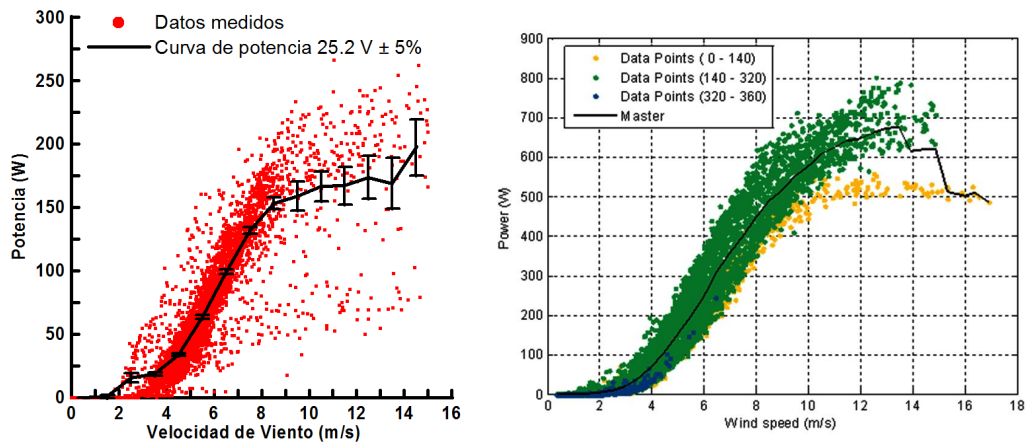 300
250
200
150
100
50
0
Potencia (W)
Datos medidos
Curva de potencia 25.2 V ± 5%
0 2 4 6 8 10 12 14 16
Velocidad de Viento (m/s)
900
800
700
600
500
400
300
200
100
0
Power (W)
Data Points ( 0 - 140)
Data Points (140 - 320)
Data Points (320 - 360)
Master
0 2 4 6 8 10 12 14 16 18
Wind speed (m/s)